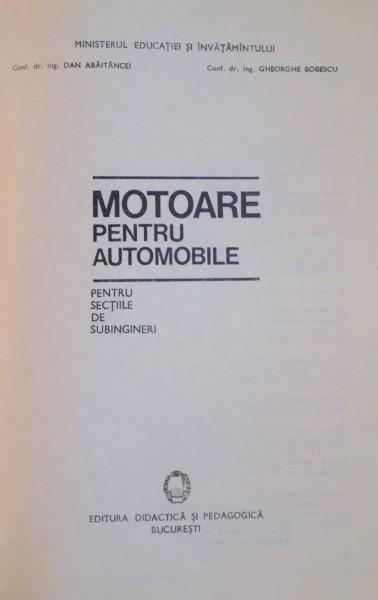 MINISTERUL EDUCAȚIEI ȘI ÎNVĂȚĂMÎNTULUI
Conf. dr. ing. DAN ABĂITĂNCEI
Conf. dr. ing. GHEORGHE BOBESCU
MOTOARE
PENTRU
AUTOMOBILE
PENTRU
SECȚIILE
DE
SUBINGINERI
EDITURA DIDACTICĂ ȘI PEDAGOGICĂ
BUCUREȘTI